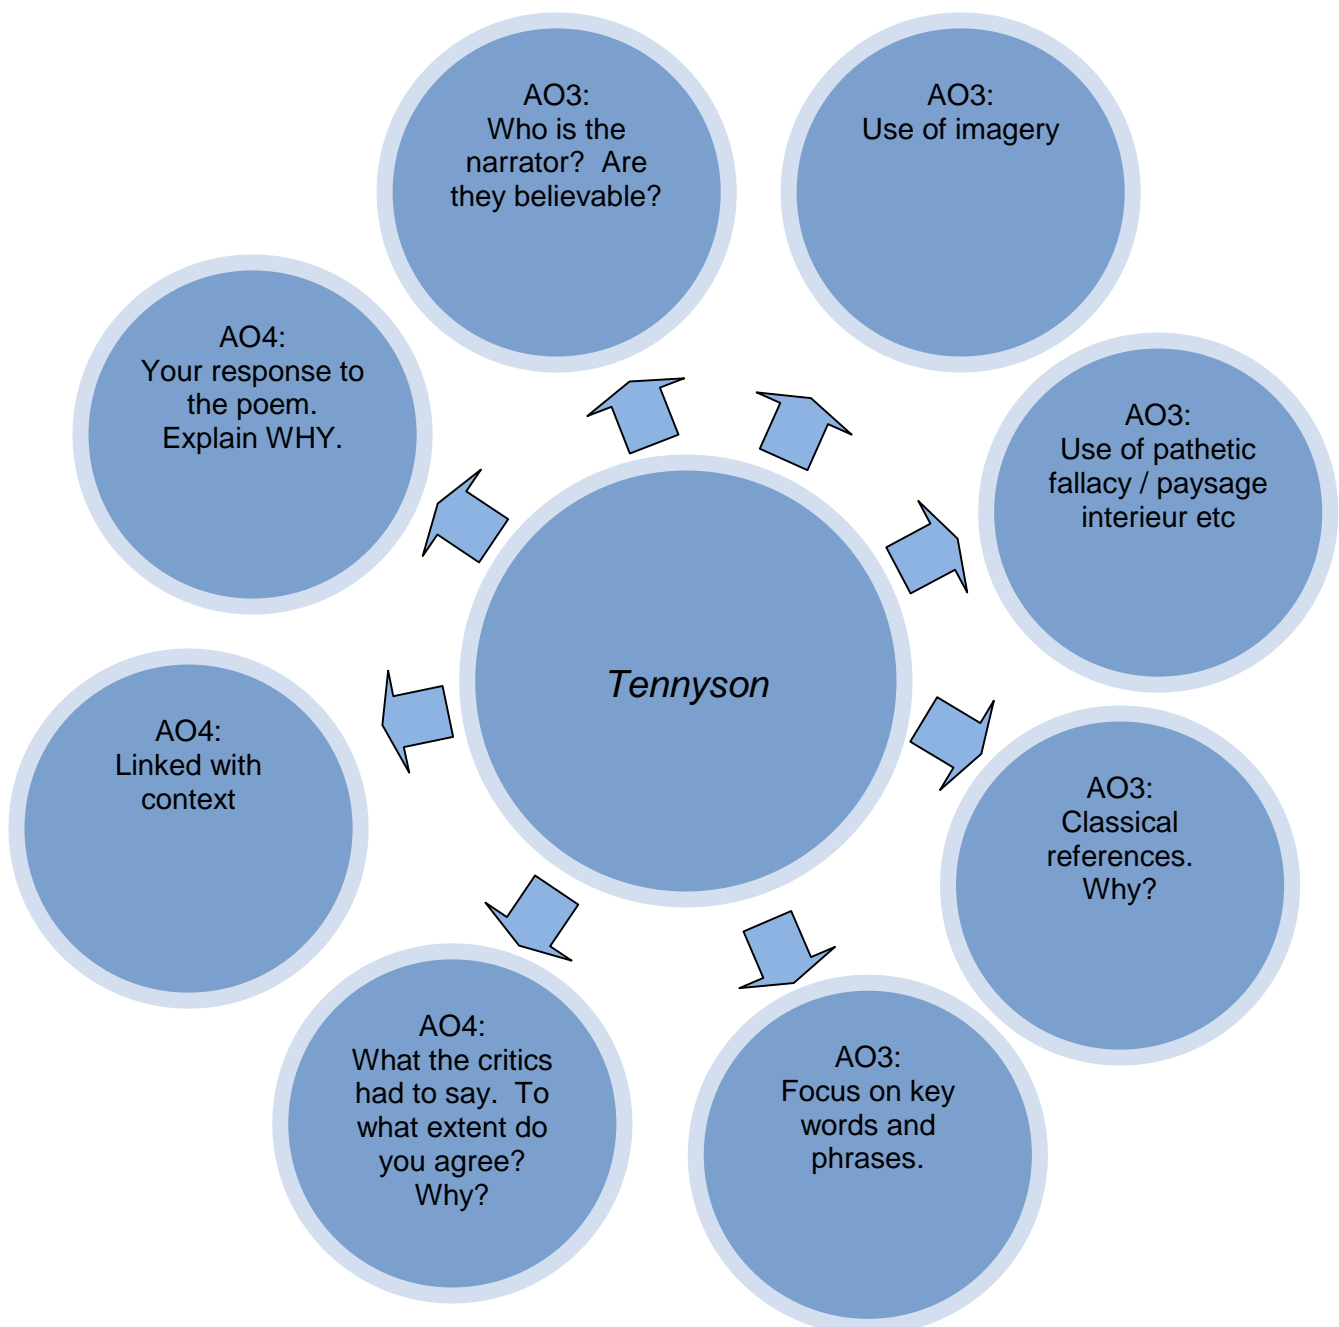 AO3:
Who is the
narrator?  Are
they believable?
AO3:
Use of imagery
AO4:
Your response to
the poem.
Explain WHY.
AO3:
Use of pathetic
fallacy / paysage
interieur etc
Tennyson
AO4:
Linked with
context
AO3:
Classical
references.
Why?
AO4:
What the critics
had to say.  To
what extent do
you agree?
Why?
AO3:
Focus on key
words and
phrases.